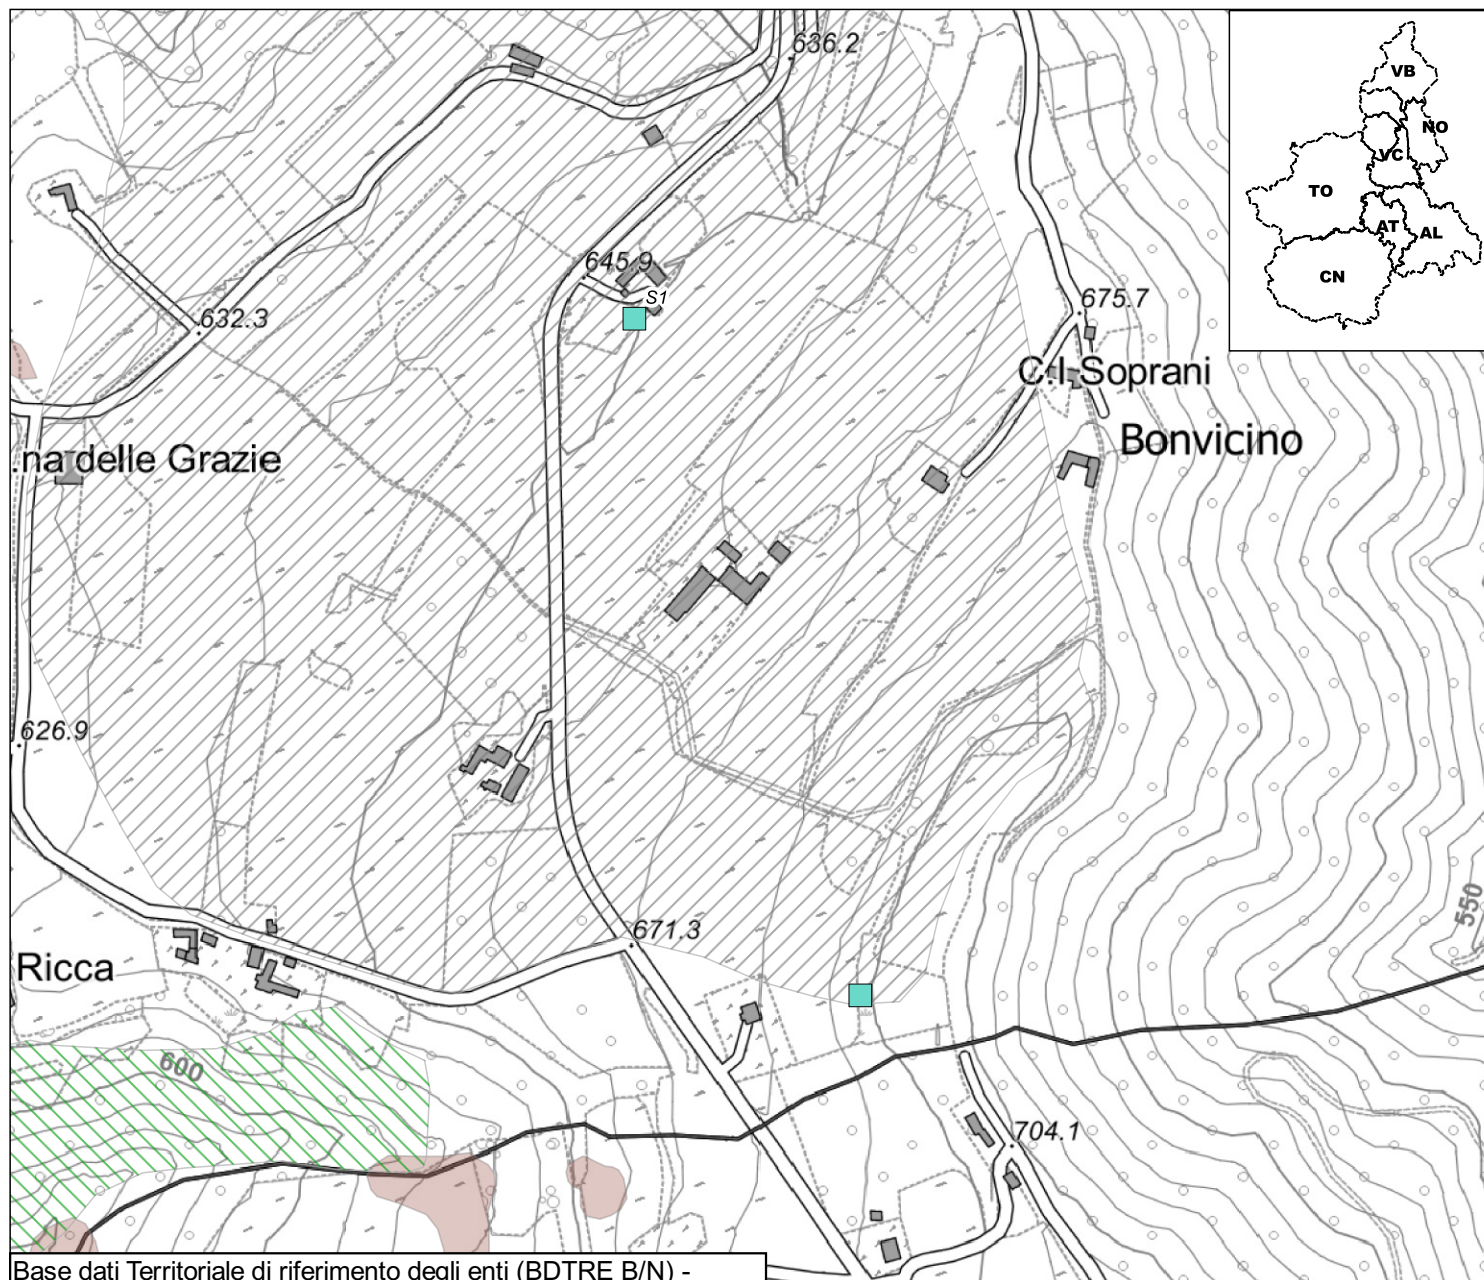 636.2
VB
NO
VC
TO
AT
AL
CN
645.9
S1
675.7
632.3
C.I.Soprani
Bonvicino
.na delle Grazie
626.9
671.3
Ricca
550
600
704.1
Base dati Territoriale di riferimento degli enti (BDTRE B/N) -